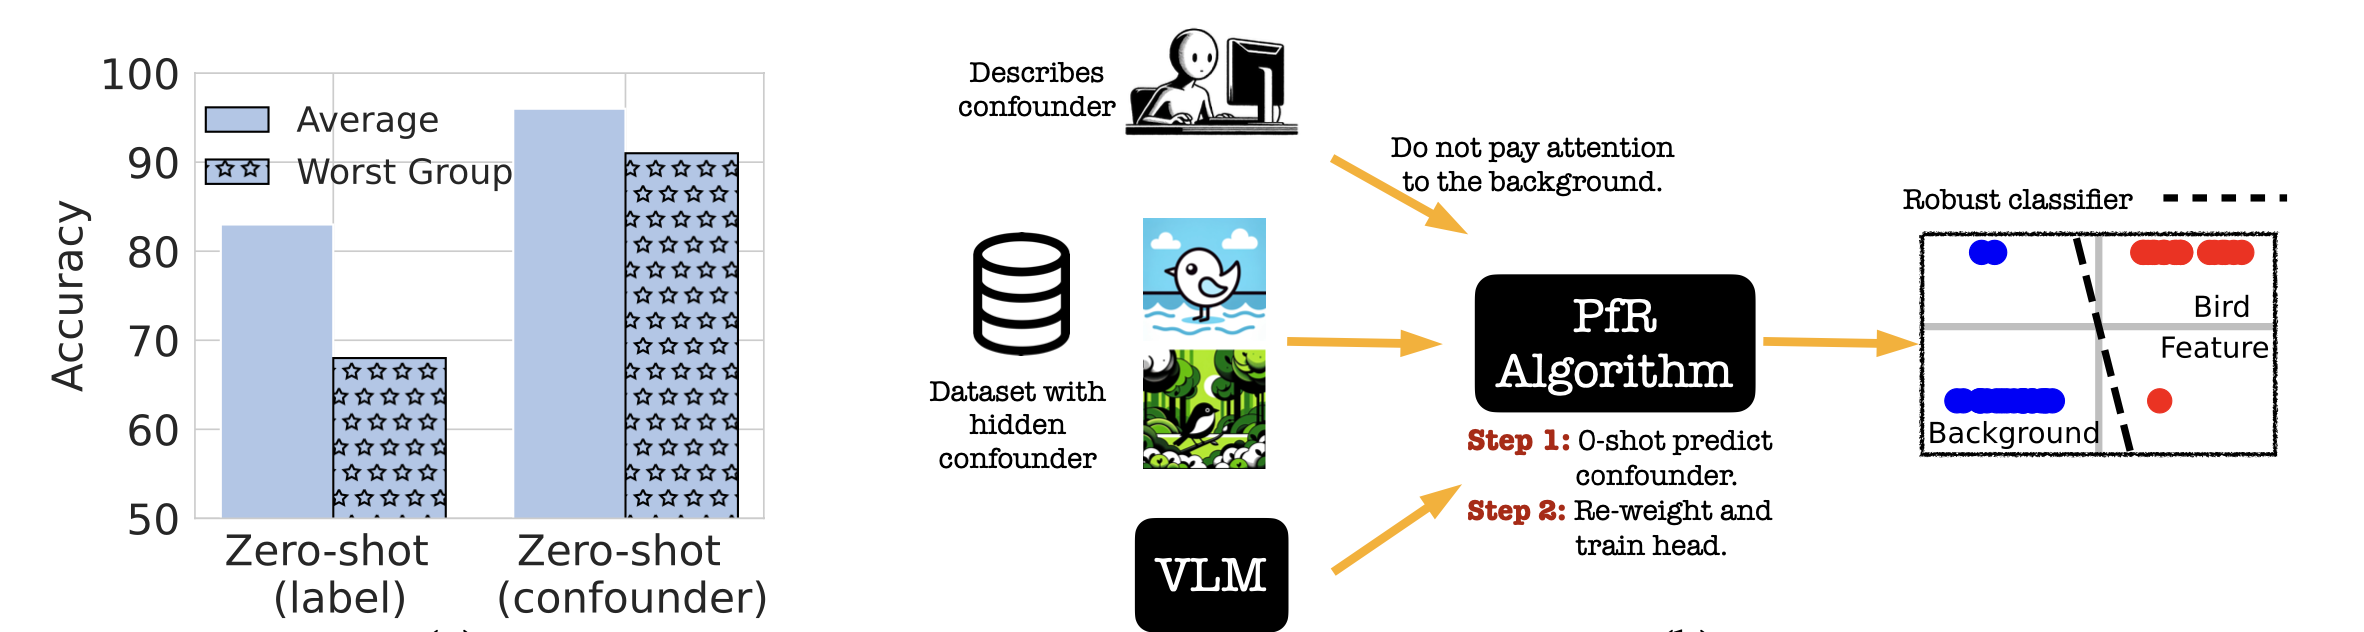 100
90
80
70
60
50
Accuracy
Average
Worst Group
Zero-shot
(label)
Zero-shot
(confounder)
Describes
confounder
Do not pay attention
to the background.
Dataset with
hidden
confounder
VLM
PfR
Algorithm
Step 1: 0-shot predict
confounder.
Step 2: Re-weight and
train head.
Robust classifier
Bird
Feature
Background